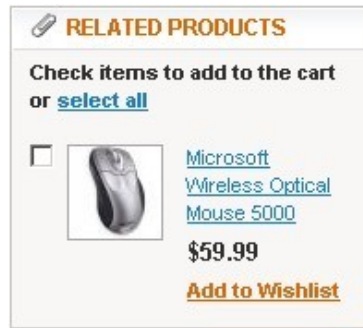 RELATED PRODUCTS
Check items to add to the cart
or select all
Microsoft
Wireless Optical
Mouse 5000
$59.99
Add to Wishlist